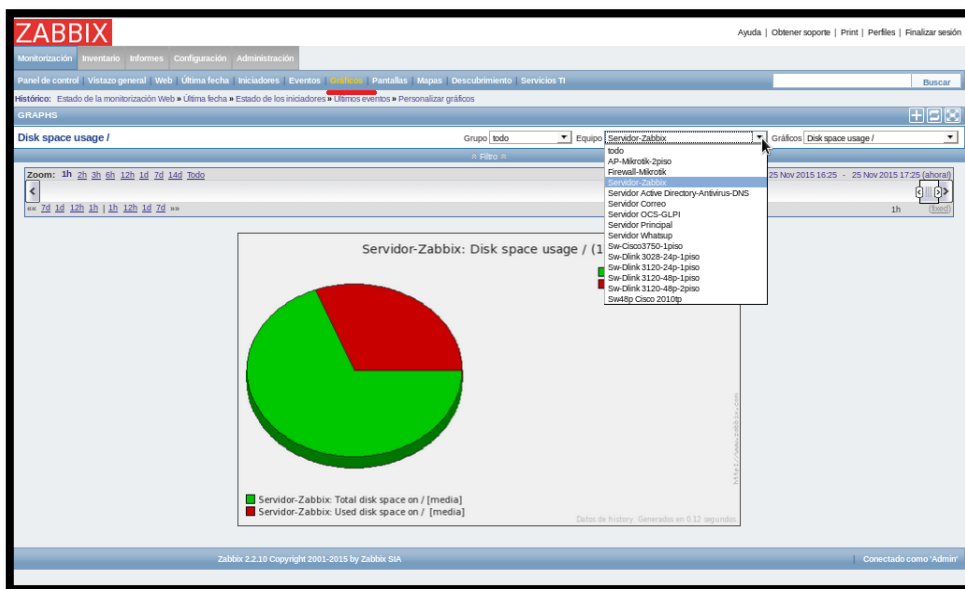 ZABBIX
Ayuda | Obtener soporte | Print | Perfiles | Finalizar sesión
Monitorización Inventario Informes Configuración Administración
Panel de control | Vistazo general | Web | Última fecha | Iniciadores | Eventos | Gráficos | Pantallas | Mapas | Descubrimiento | Servicios TI
Buscar
Histórico: Estado de la monitorización Web » Última fecha » Estado de los iniciadores » Últimos eventos » Personalizar gráficos
GRAPHS
Disk space usage /
Grupo todo Equipo Servidor-Zabbix Gráficos Disk space usage /
Filtro
todo
AP-Mikrotik-2piso
Firewall-Mikrotik
Servidor-Zabbix
Servidor Active Directory-Antivirus-DNS
Servidor Correo
Servidor OCS-GLPI
Servidor Principal
Servidor Whatsup
Sw-Cisco3750-1piso
Sw-Dlink 3028-24p-1piso
Sw-Dlink 3120-24p-1piso
Sw-Dlink 3120-48p-1piso
Sw-Dlink 3120-48p-2piso
Sw48p Cisco 2010tp
Zoom: 1h 2h 3h 6h 12h 1d 7d 14d Todo
25 Nov 2015 16:25 - 25 Nov 2015 17:25 (ahora!)
«« 7d 1d 12h 1h | 1h 12h 1d 7d »»
1h (fixed)
Servidor-Zabbix: Disk space usage / (1
http://www.zabbix.com
Servidor-Zabbix: Total disk space on / [media]
Servidor-Zabbix: Used disk space on / [media]
Datos de history. Generados en 0.12 segundos
Zabbix 2.2.10 Copyright 2001-2015 by Zabbix SIA
Conectado como 'Admin'